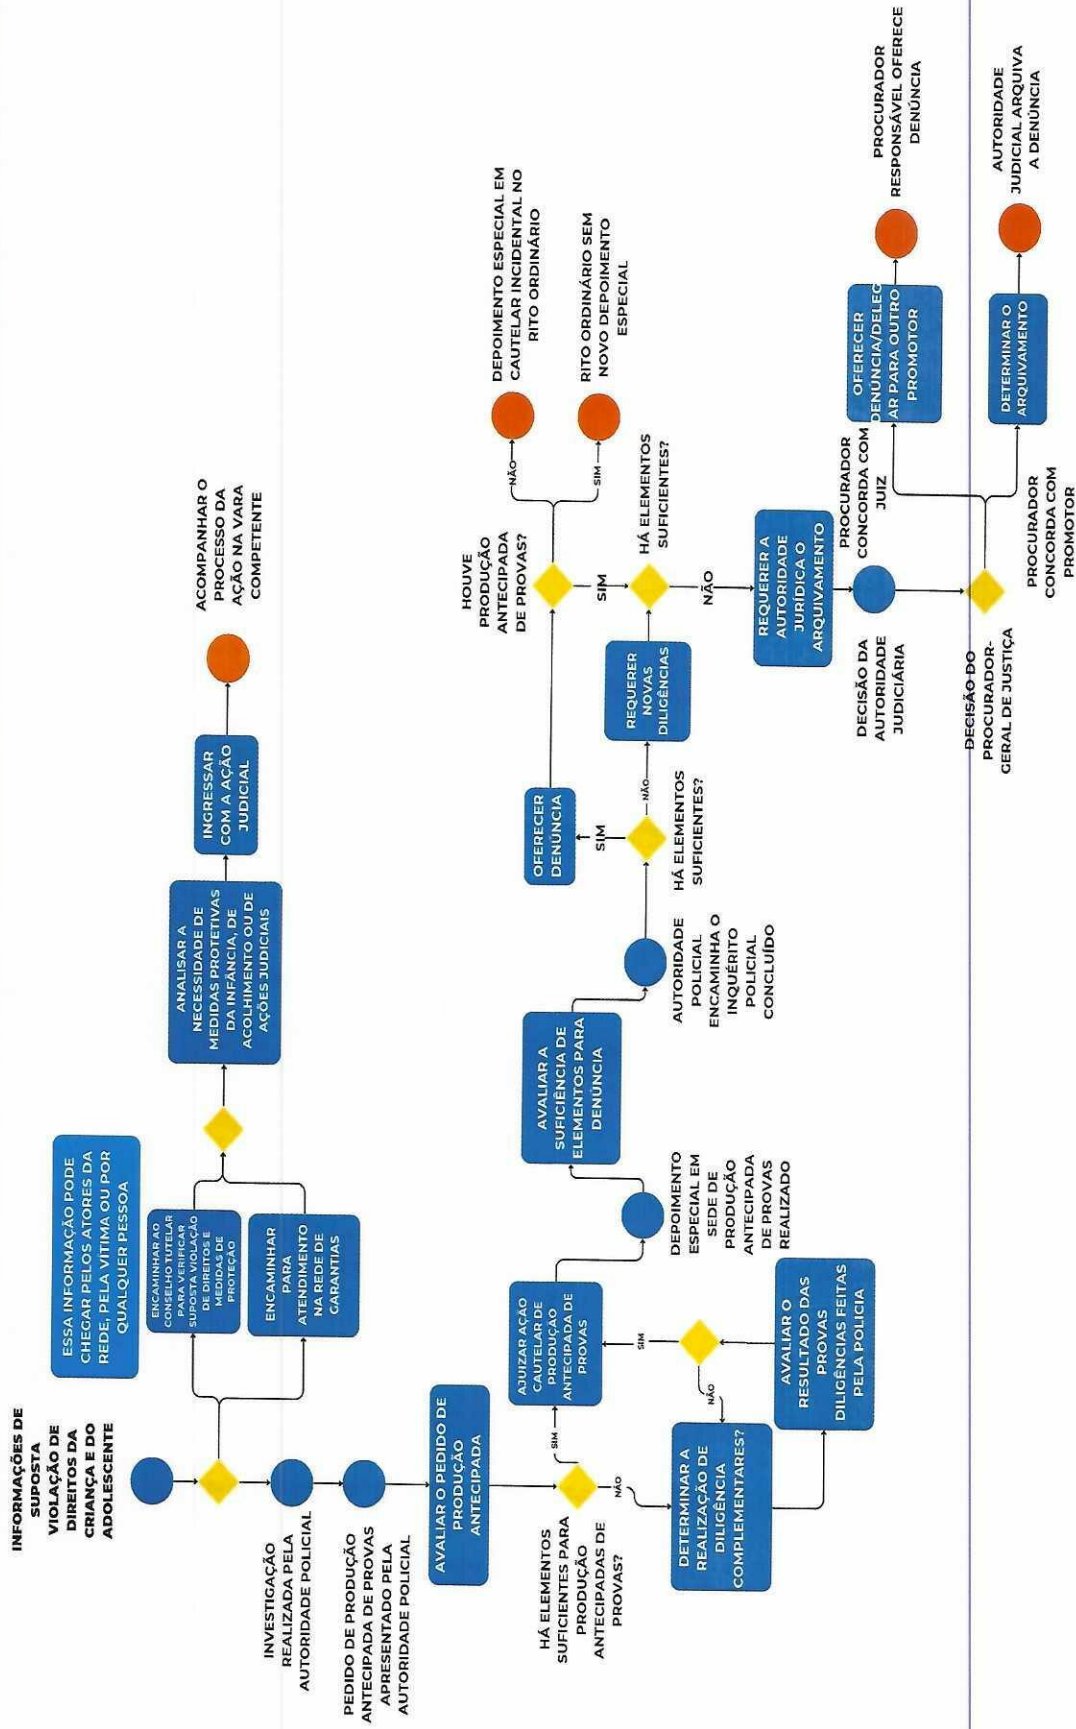 INFORMAÇÕES DE
SUPOSTA
VIOLAÇÃO DE
DIREITOS DA
CRIANÇA E DO
ADOLESCENTE
ESSA INFORMAÇÃO PODE
CHEGAR PELOS ATORES DA
REDE, PELA VITIMA OU POR
QUALQUER PESSOA
ENCAMINHAR AO
CONSELHO TUTELAR
PARA VERIFICAR
SUPOSTA VIOLAÇÃO
DE DIREITOS E
MEDIDAS DE
PROTEÇÃO
ENCAMINHAR
PARA
ATENDIMENTO
NA REDE DE
GARANTIAS
ANALISAR A
NECESSIDADE DE
MEDIDAS PROTETIVAS
DA INFÂNCIA, DE
ACOLHIMENTO OU DE
AÇÕES JUDICIAIS
INGRESSAR
COM A AÇÃO
JUDICIAL
ACOMPANHAR O
PROCESSO DA
AÇÃO NA VARA
COMPETENTE
INVESTIGAÇÃO
REALIZADA PELA
AUTORIDADE POLICIAL
PEDIDO DE PRODUÇÃO
ANTECIPADA DE PROVAS
APRESENTADO PELA
AUTORIDADE POLICIAL
AVALIAR O PEDIDO DE
PRODUÇÃO
ANTECIPADA
HÁ ELEMENTOS
SUFICIENTES PARA
PRODUÇÃO
ANTECIPADAS DE
PROVAS?
SIM
NÃO
AJUIZAR AÇÃO
CAUTELAR DE
PRODUÇÃO
ANTECIPADA DE
PROVAS
DETERMINAR A
REALIZAÇÃO DE
DILIGÊNCIA
COMPLEMENTARES?
AVALIAR O
RESULTADO DAS
PROVAS
DILIGÊNCIAS FEITAS
PELA POLICIA
SIM
NÃO
DEPOIMENTO
ESPECIAL EM
SEDE DE
PRODUÇÃO
ANTECIPADA
DE PROVAS
REALIZADO
AVALIAR A
SUFICIÊNCIA DE
ELEMENTOS PARA
DENÚNCIA
AUTORIDADE
POLICIAL
ENCAMINHA O
INQUÉRITO
POLICIAL
CONCLUÍDO
HÁ ELEMENTOS
SUFICIENTES?
SIM
NÃO
OFERECER
DENÚNCIA
REQUERER
NOVAS
DILIGÊNCIAS
HOUVE
PRODUÇÃO
ANTECIPADA
DE PROVAS?
NÃO
SIM
SIM
DEPOIMENTO ESPECIAL EM
CAUTELAR INCIDENTAL NO
RITO ORDINÁRIO
RITO ORDINÁRIO SEM
NOVO DEPOIMENTO
ESPECIAL
HÁ ELEMENTOS
SUFICIENTES?
NÃO
REQUERER A
AUTORIDADE
JURÍDICA O
ARQUIVAMENTO
DECISÃO DA
AUTORIDADE
JUDICIÁRIA
PROCURADOR
CONCORDA COM
JUIZ
DECISÃO DO
PROCURADOR-
GERAL DE JUSTIÇA
PROCURADOR
CONCORDA COM
PROMOTOR
OFERECER
DENÚNCIA/DELEG
AR PARA OUTRO
PROMOTOR
DETERMINAR O
ARQUIVAMENTO
PROCURADOR
RESPONSÁVEL OFERECE
DENÚNCIA
AUTORIDADE
JUDICIAL ARQUIVA
A DENÚNCIA